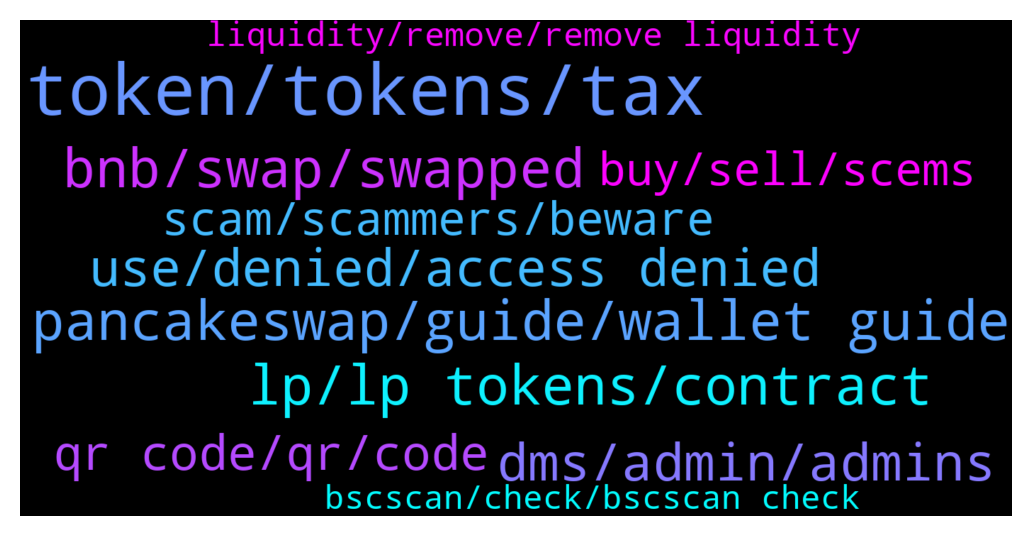 liquidity/remove/remove liquidity
token/tokens/tax
bnb/swap/swapped
buy/sell/scems
scam/scammers/beware
use/denied/access denied
pancakeswap/guide/wallet guide
lp/lp tokens/contract
qr code/qr/code
dms/admin/admins
bscscan/check/bscscan check